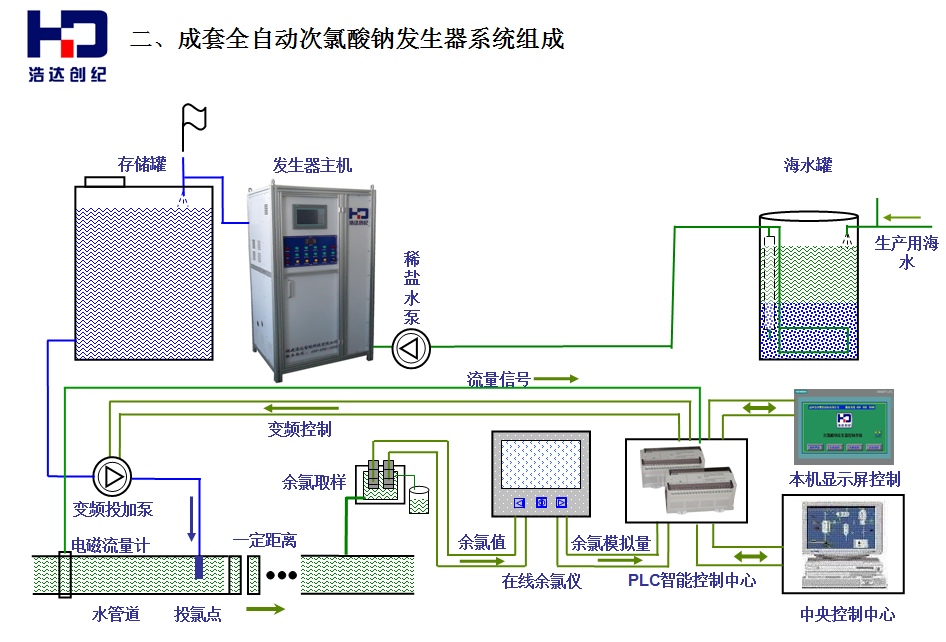 HD
浩达创纪
二、成套全自动次氯酸钠发生器系统组成
存储罐
发生器主机
海水罐
稀盐水泵
生产用海
水
流量信号
变频控制
余氯取样
本机显示屏控制
变频投加泵
电磁流量计
一定距离
余氯值
余氯模拟量
在线余氯仪
PLC智能控制中心
水管道
投氯点
中央控制中心